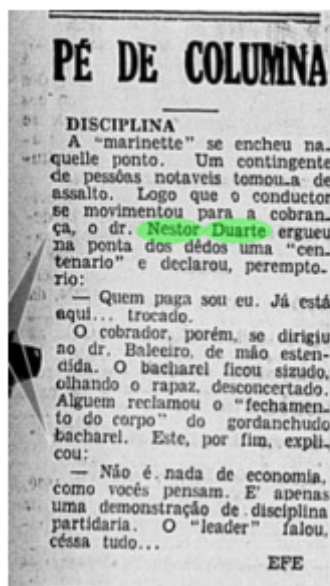 PÉ DE COLUMNA
DISCIPLINA
A "marinette" se encheu na-
quelle ponto. Um contingente
de pessôas notaveis tomou-a de
assalto. Logo que o conductor
se movimentou para a cobran-
ça, o dr. Nestor Duarte ergueu
na ponta dos dêdos uma "cen-
tenario" e declarou, perempto-
rio:
— Quem paga sou eu. Já está
aqui... trocado.
O cobrador, porém, se dirigiu
ao dr. Baleeiro, de mão esten-
dida. O bacharel ficou sizudo,
olhando o rapaz, desconcertado.
Alguem reclamou o "fechamen-
to do corpo" do gordanchudo
bacharel. Este, por fim, expli-
cou:
— Não é nada de economia,
como vocês pensam. E' apenas
uma demonstração de disciplina
partidaria. O "leader" falou,
céssa tudo...
EFE